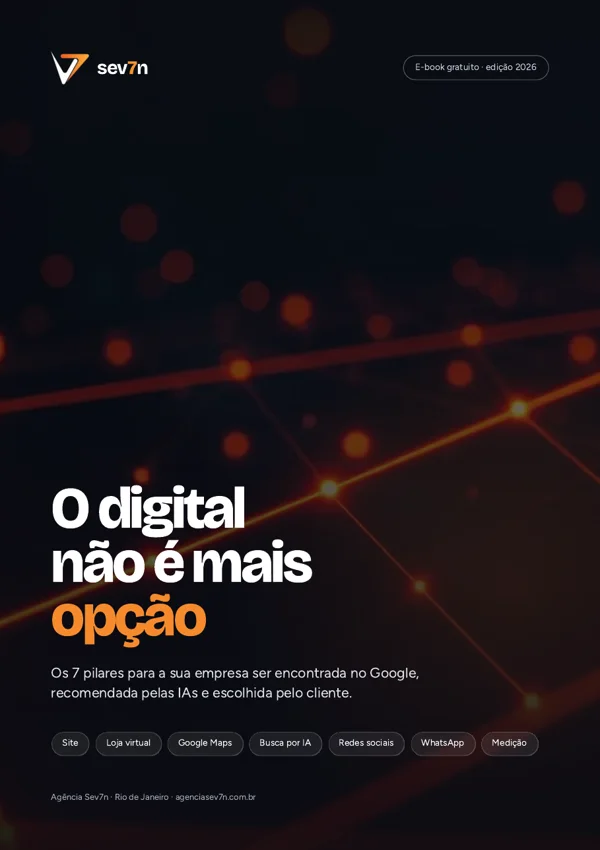 sev7n
E-book gratuito · edição 2026
O digital
não é mais
opção
Os 7 pilares para a sua empresa ser encontrada no Google,
recomendada pelas IAs e escolhida pelo cliente.
Site
Loja virtual
Google Maps
Busca por IA
Redes sociais
WhatsApp
Medição
Agência Sev7n · Rio de Janeiro · agenciasev7n.com.br